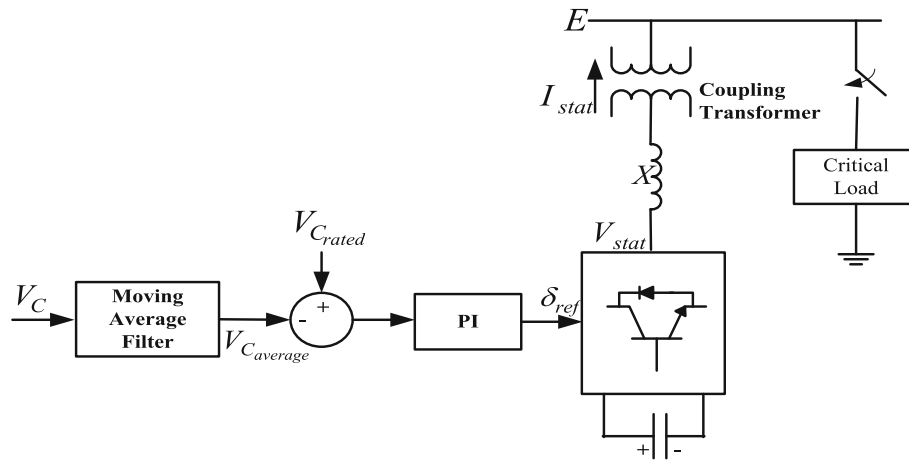 E
I_stat
Coupling
Transformer
X
V_stat
Critical
Load
V_C_rated
V_C
Moving
Average
Filter
+
-
V_C_average
PI
δ_ref
+
-